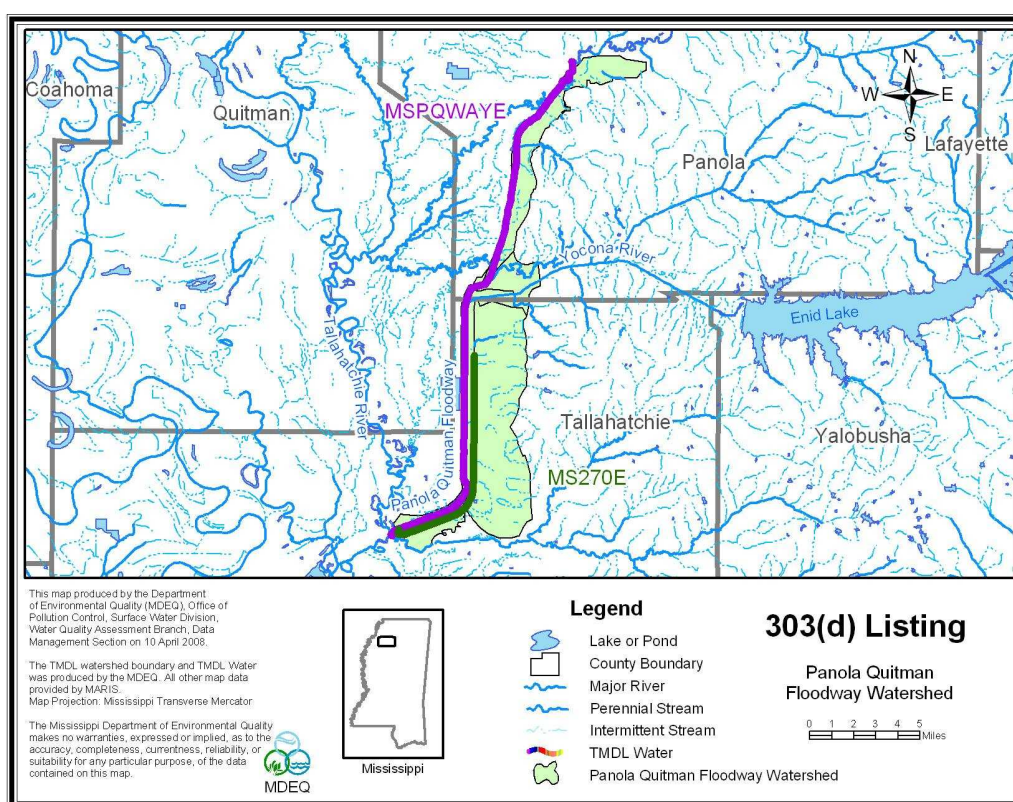 Coahoma
Quitman
MSPQWAYE
N
W E
S
Panola
Lafayette
Yocona River
Enid Lake
Tallahatchie River
Panola Quitman Floodway
Tallahatchie
Yalobusha
MS270E
This map produced by the Department
of Environmental Quality (MDEQ), Office of
Pollution Control, Surface Water Division,
Water Quality Assessment Branch, Data
Management Section on 10 April 2008.
The TMDL watershed boundary and TMDL Water
was produced by the MDEQ. All other map data
provided by MARIS.
Map Projection: Mississippi Transverse Mercator
The Mississippi Department of Environmental Quality
makes no warranties, expressed or implied, as to the
accuracy, completeness, currentness, reliability, or
suitability for any particular purpose, of the data
contained on this map.
MDEQ
Mississippi
Legend
Lake or Pond
County Boundary
Major River
Perennial Stream
Intermittent Stream
TMDL Water
Panola Quitman Floodway Watershed
303(d) Listing
Panola Quitman
Floodway Watershed
0 1 2 3 4 5
Miles